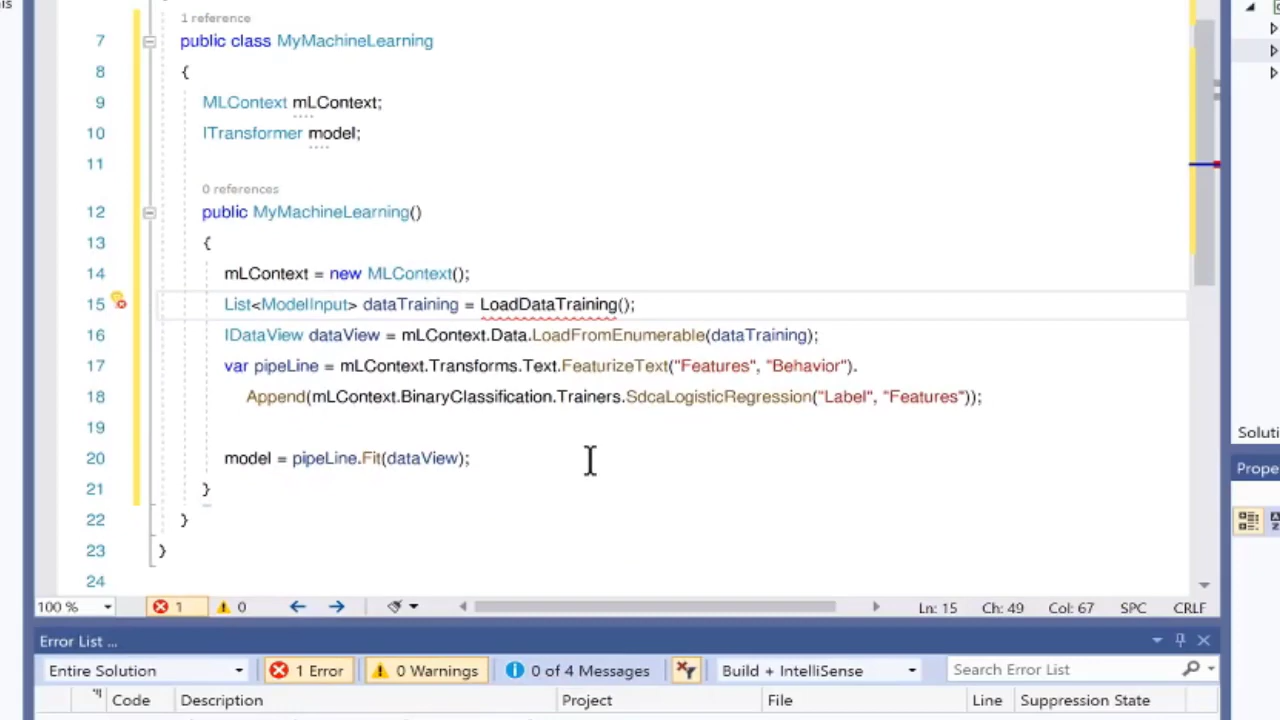 is
1 reference
7 public class MyMachineLearning
8 {
9 MLContext mLContext;
10 ITransformer model;
11
0 references
12 public MyMachineLearning()
13 {
14 mLContext = new MLContext();
15 List<ModelInput> dataTraining = LoadDataTraining();
16 IDataView dataView = mLContext.Data.LoadFromEnumerable(dataTraining);
17 var pipeLine = mLContext.Transforms.Text.FeaturizeText("Features", "Behavior").
18 Append(mLContext.BinaryClassification.Trainers.SdcaLogisticRegression("Label", "Features"));
19
20 model = pipeLine.Fit(dataView);
21 }
22 }
23 }
24
100 % 1 0 Ln: 15 Ch: 49 Col: 67 SPC CRLF
Soluti
Prope
Error List ...
Entire Solution 1 Error 0 Warnings 0 of 4 Messages Build + IntelliSense Search Error List
Code Description Project File Line Suppression State